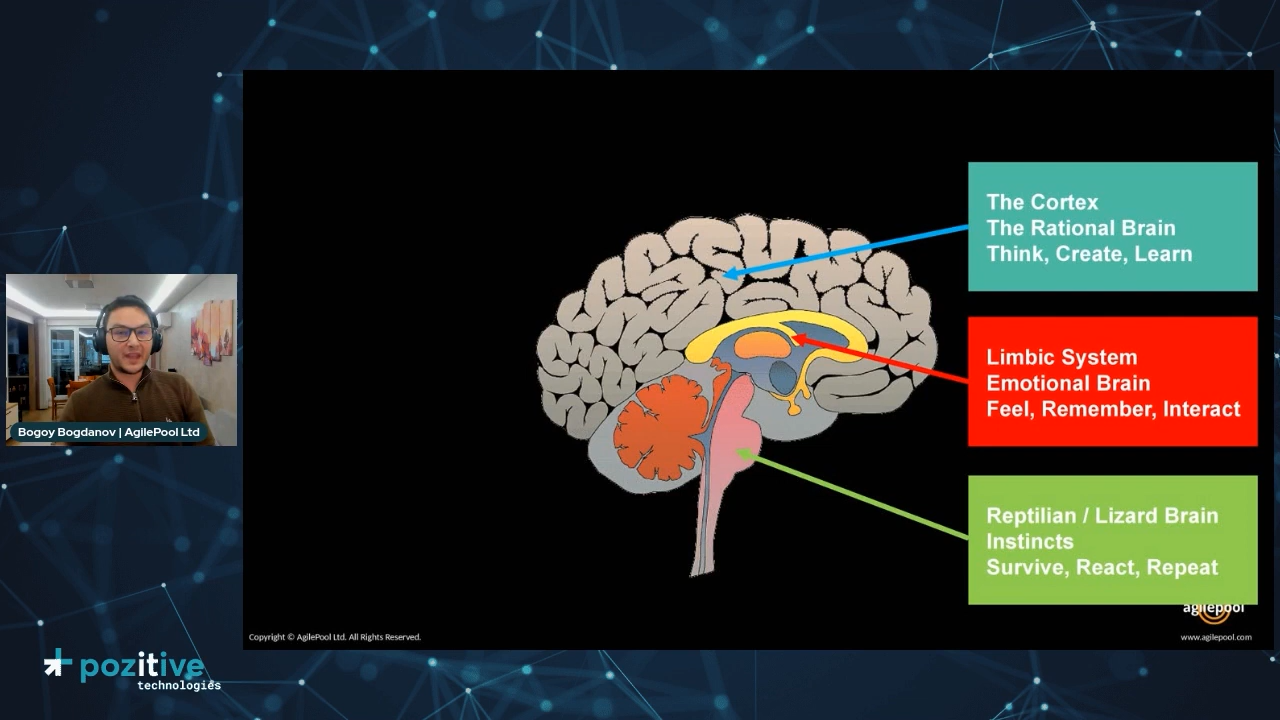 The Cortex
The Rational Brain
Think, Create, Learn
Limbic System
Emotional Brain
Feel, Remember, Interact
Reptilian / Lizard Brain
Instincts
Survive, React, Repeat
Bogoy Bogdanov | AgilePool Ltd
agilepool
Copyright © AgilePool Ltd. All Rights Reserved.
www.agilepool.com
pozitive
technologies